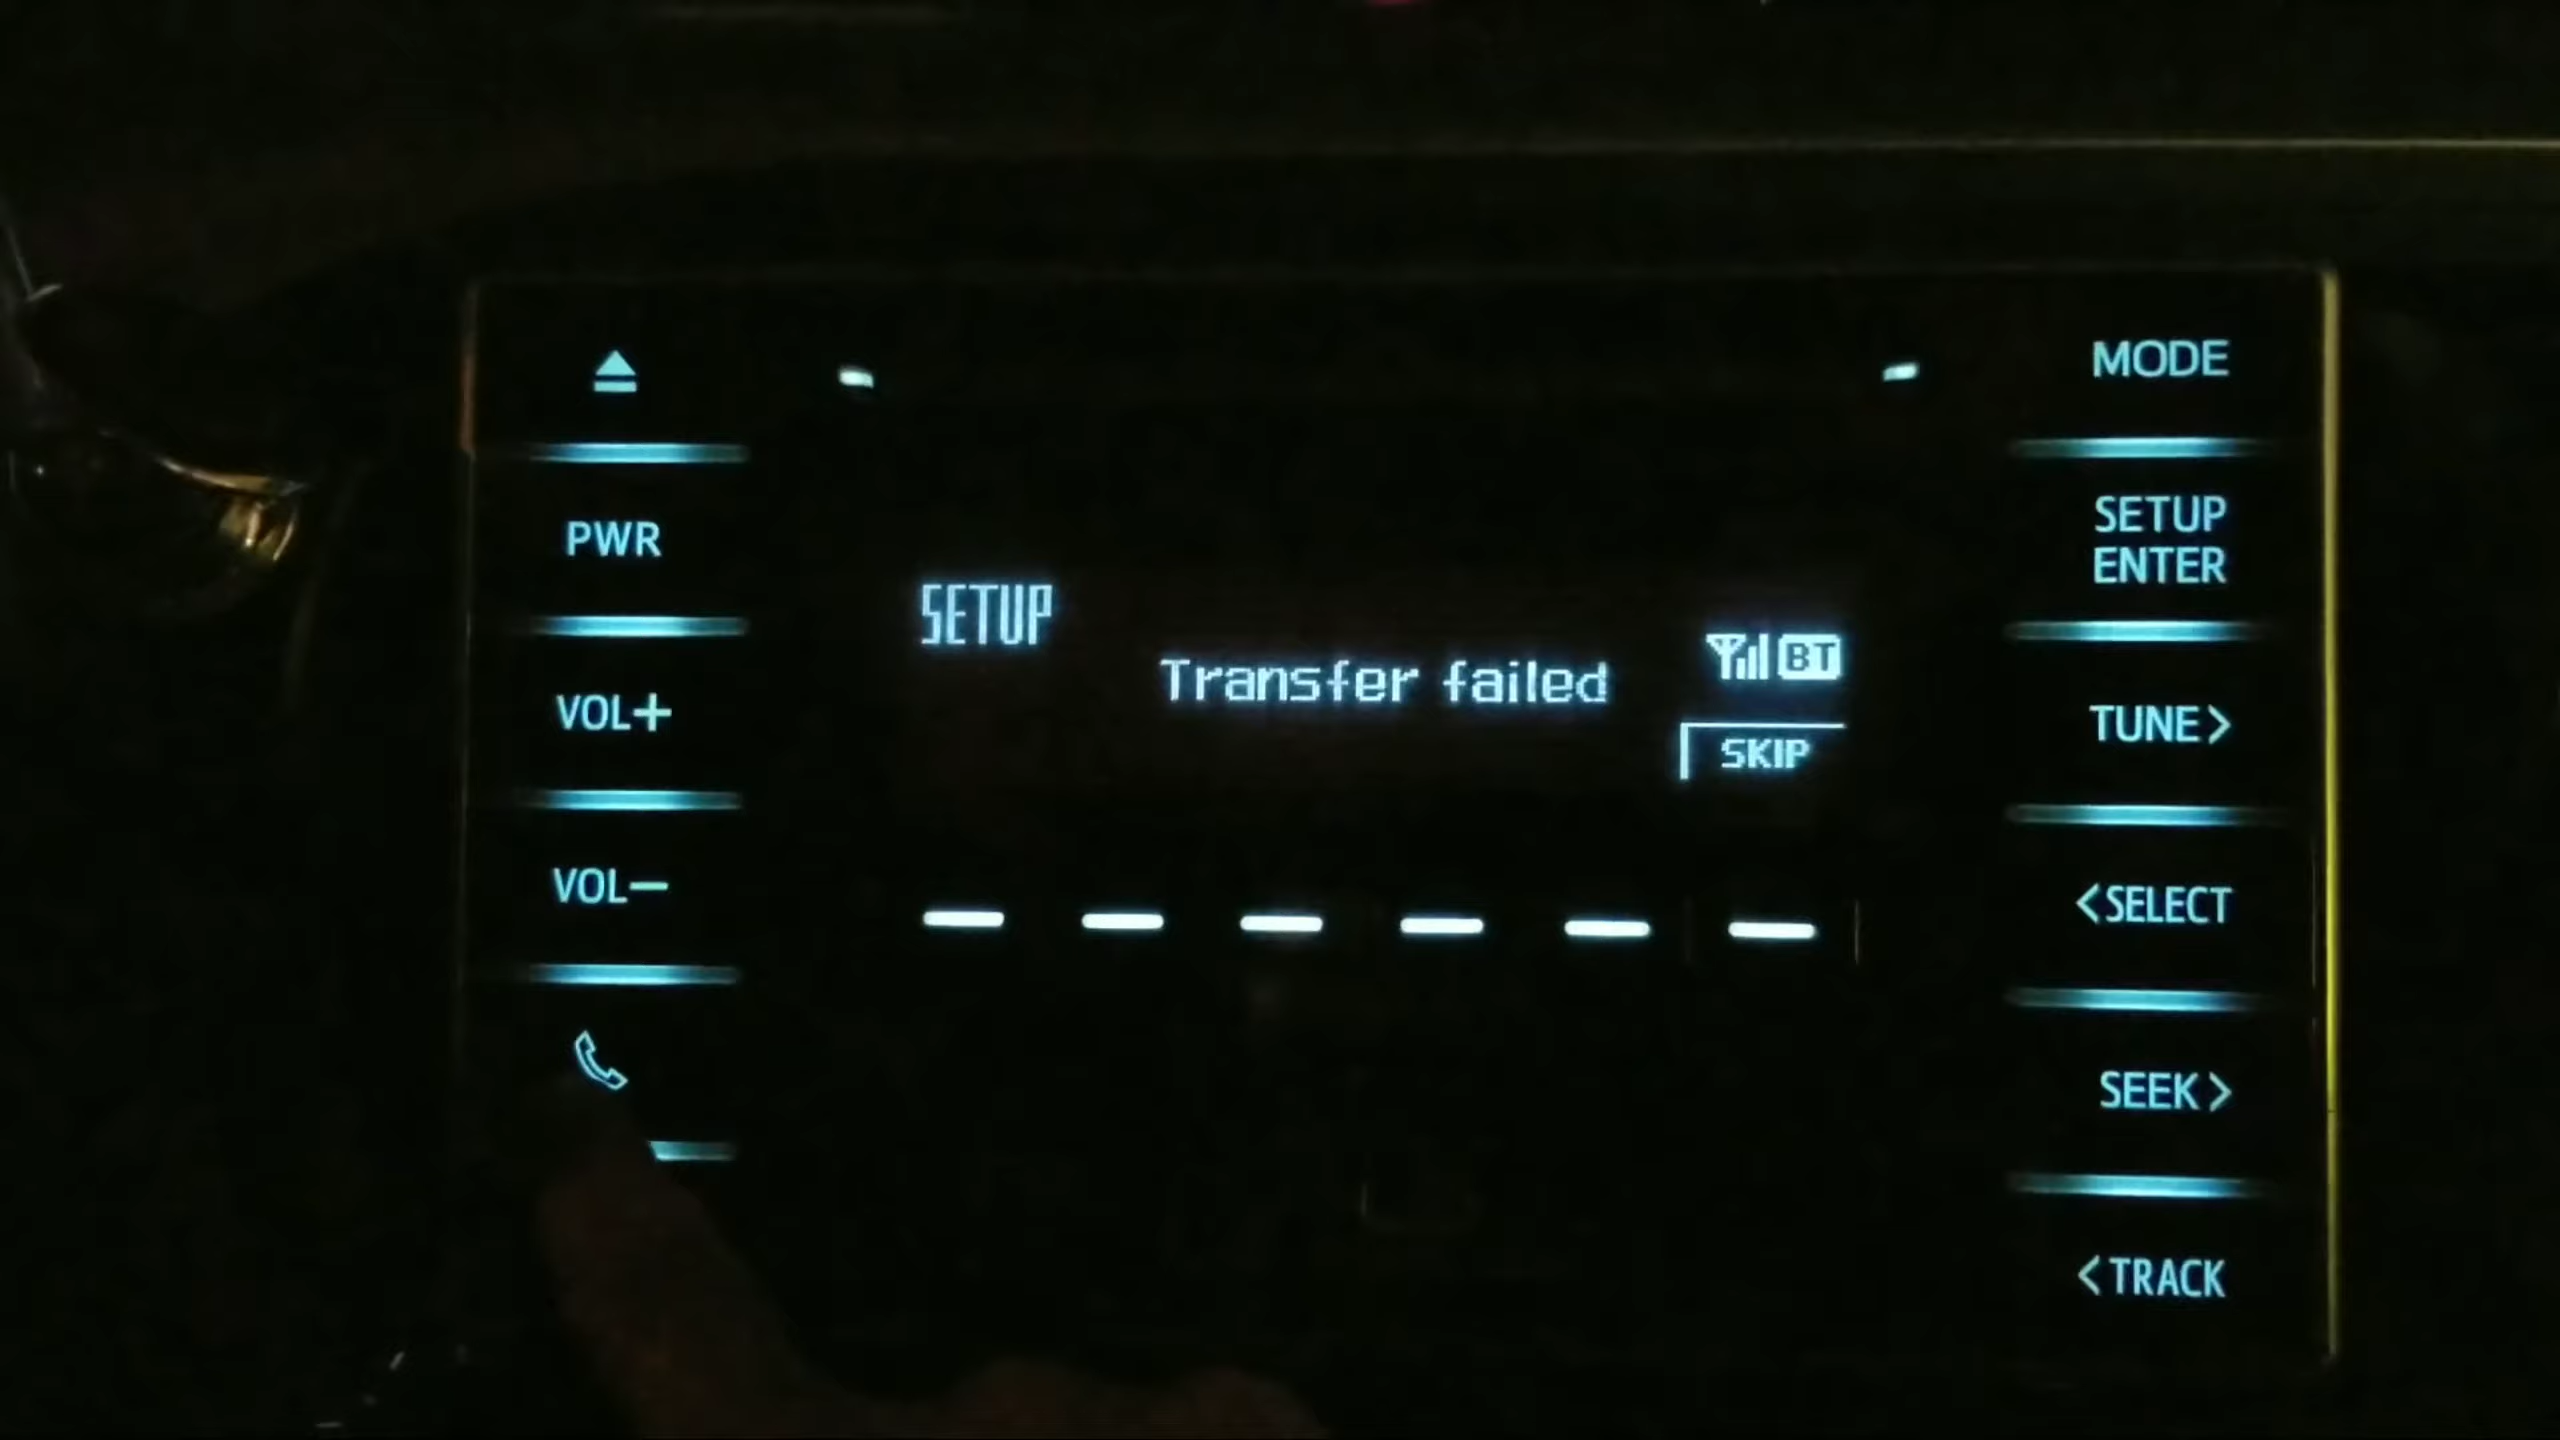 MODE
PWR
SETUP
ENTER
SETUP
Transfer failed
BT
SKIP
VOL+
TUNE>
VOL−
<SELECT
SEEK>
<TRACK